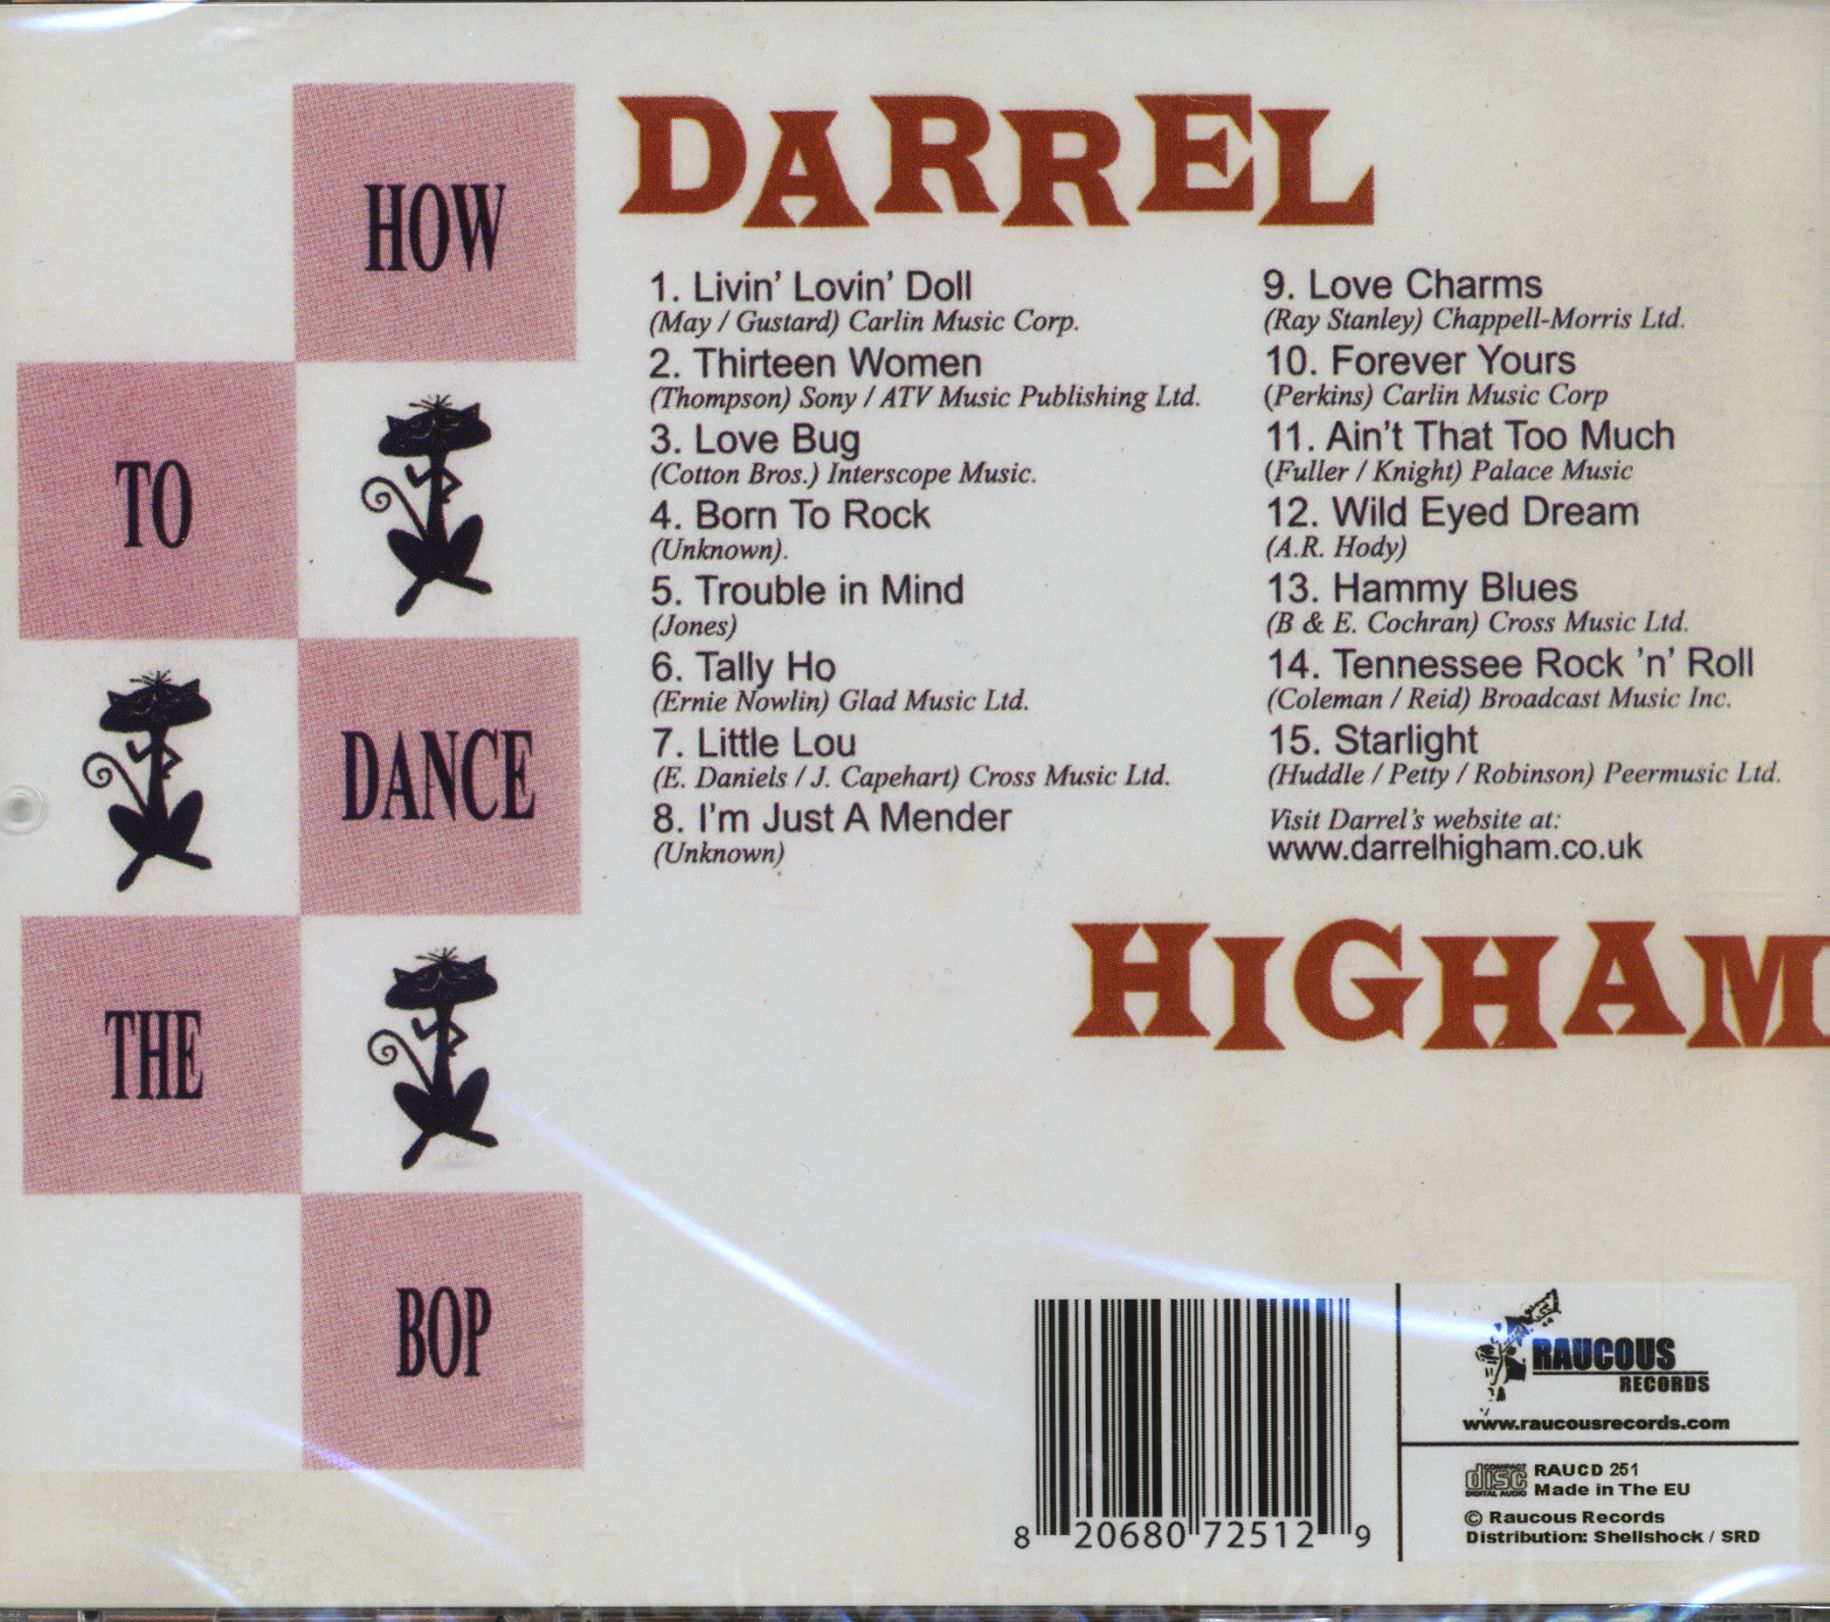 HOW
TO
DANCE
THE
BOP
DARREL
1. Livin' Lovin' Doll
(May / Gustard) Carlin Music Corp.
2. Thirteen Women
(Thompson) Sony / ATV Music Publishing Ltd.
3. Love Bug
(Cotton Bros.) Interscope Music.
4. Born To Rock
(Unknown).
5. Trouble in Mind
(Jones)
6. Tally Ho
(Ernie Nowlin) Glad Music Ltd.
7. Little Lou
(E. Daniels / J. Capehart) Cross Music Ltd.
8. I'm Just A Mender
(Unknown)
9. Love Charms
(Ray Stanley) Chappell-Morris Ltd.
10. Forever Yours
(Perkins) Carlin Music Corp
11. Ain't That Too Much
(Fuller / Knight) Palace Music
12. Wild Eyed Dream
(A.R. Hody)
13. Hammy Blues
(B & E. Cochran) Cross Music Ltd.
14. Tennessee Rock 'n' Roll
(Coleman / Reid) Broadcast Music Inc.
15. Starlight
(Huddle / Petty / Robinson) Peermusic Ltd.
Visit Darrel's website at:
www.darrelhigham.co.uk
HIGHAM
8 20680 72512 9
RAUCOUS
RECORDS
www.raucousrecords.com
COMPACT
disc
DIGITAL AUDIO
RAUCD 251
Made in The EU
© Raucous Records
Distribution: Shellshock / SRD